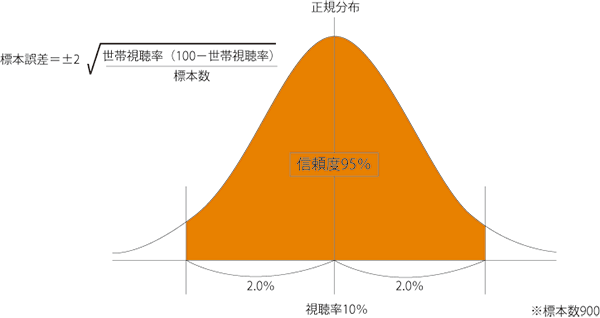 正規分布
標本誤差＝±2√
世帯視聴率（100－世帯視聴率）
標本数
信頼度95%
2.0%
2.0%
視聴率10%
※標本数900